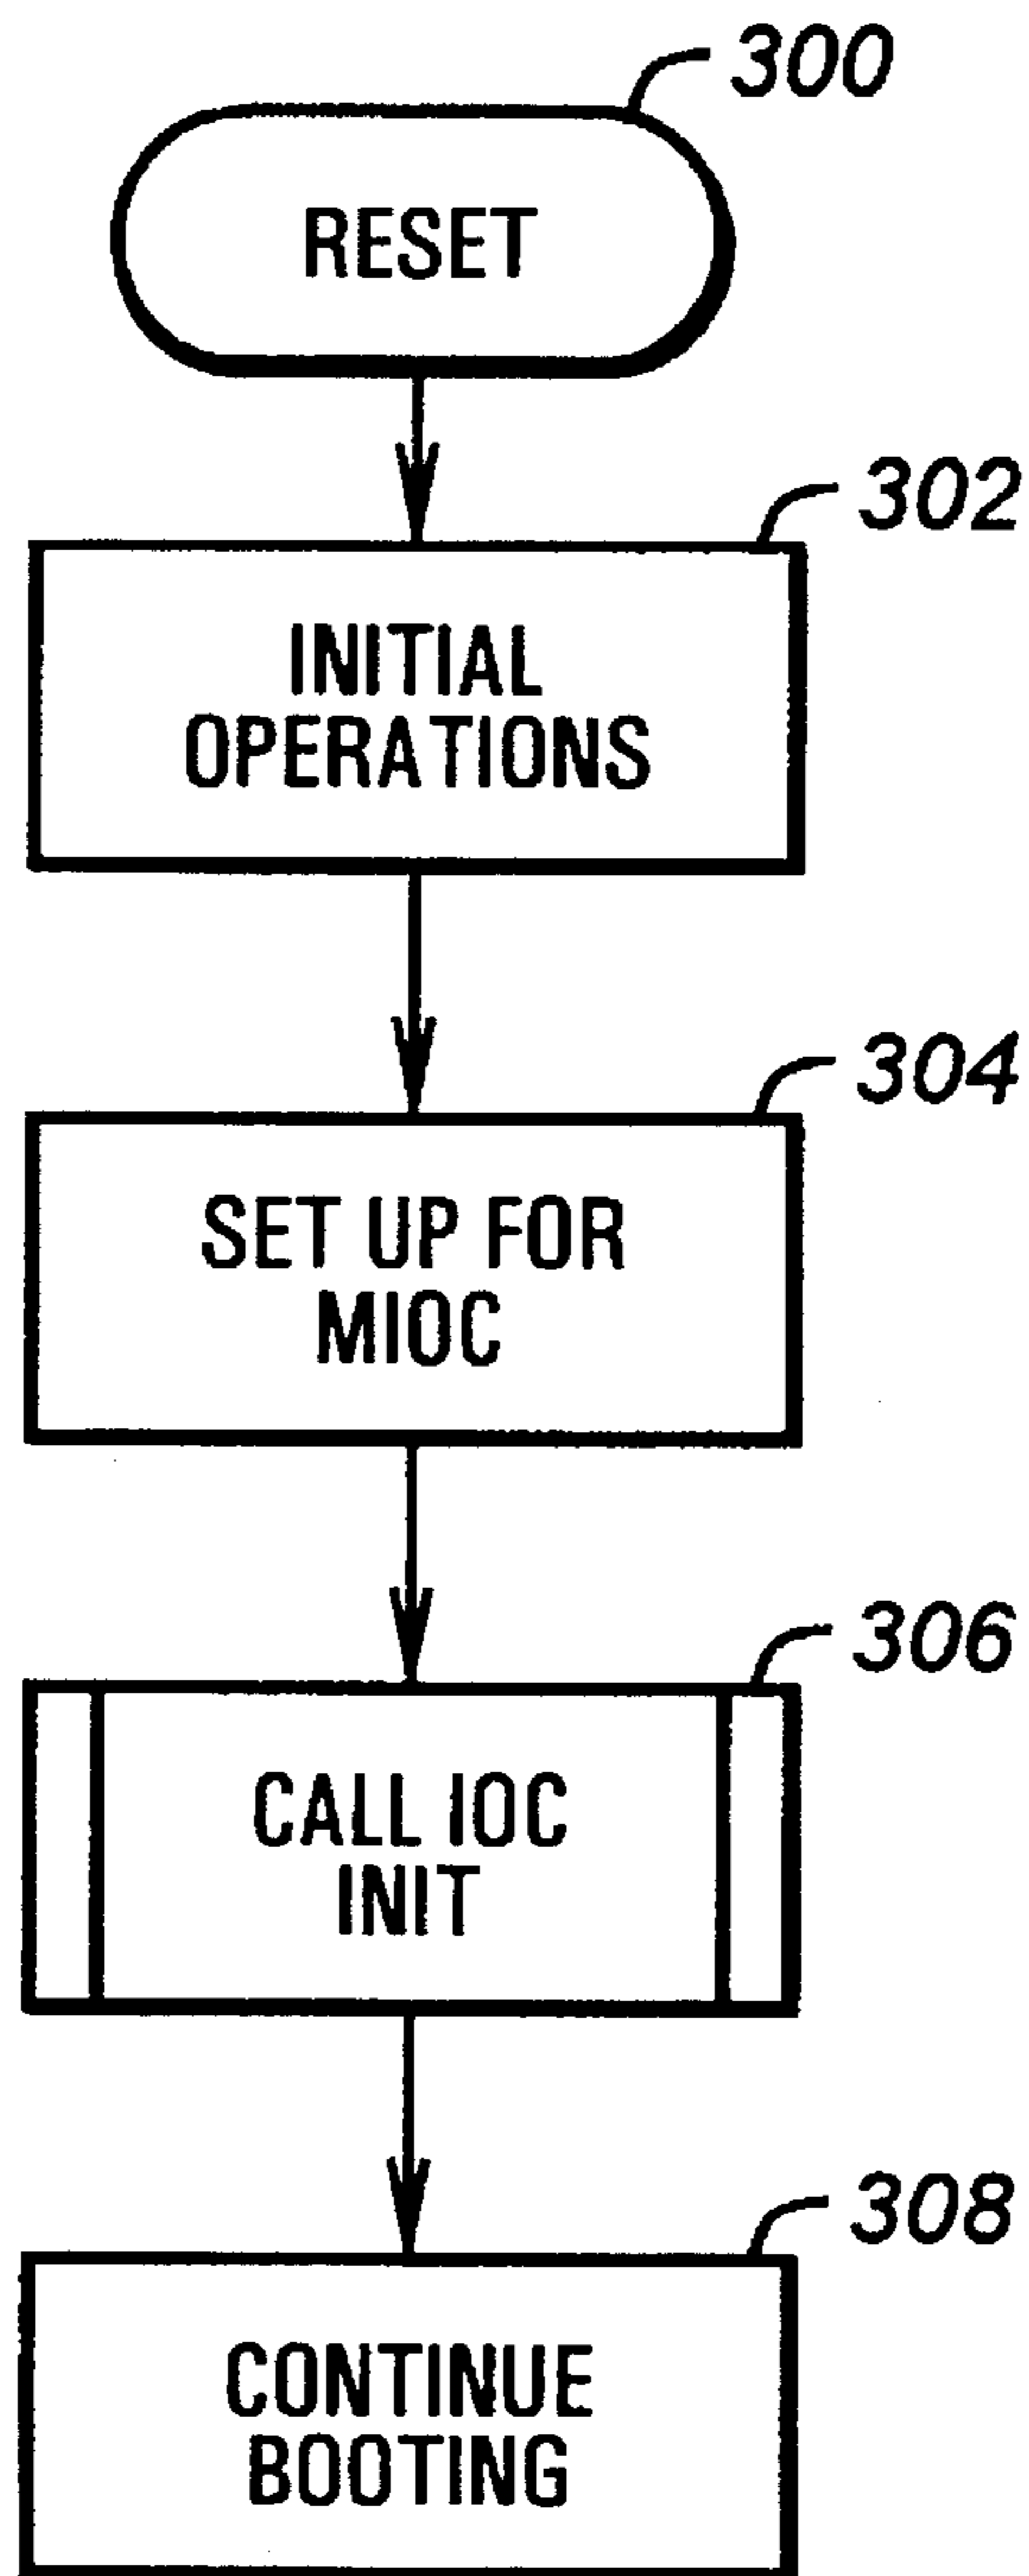 300
RESET
302
INITIAL
OPERATIONS
304
SET UP FOR
MIOC
306
CALL IOC
INIT
308
CONTINUE
BOOTING